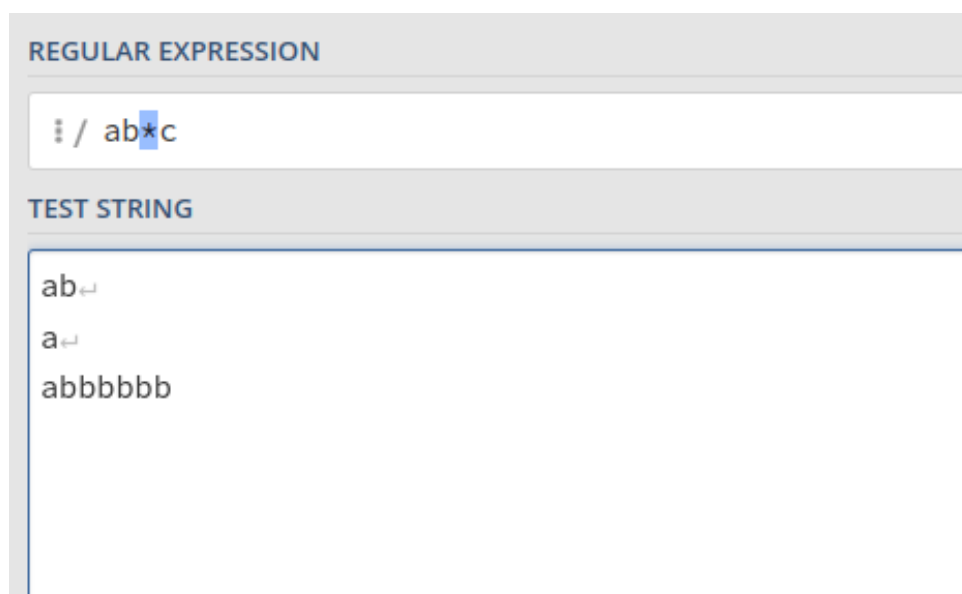 REGULAR EXPRESSION
⁞ / ab*c
TEST STRING
ab↵
a↵
abbbbbb